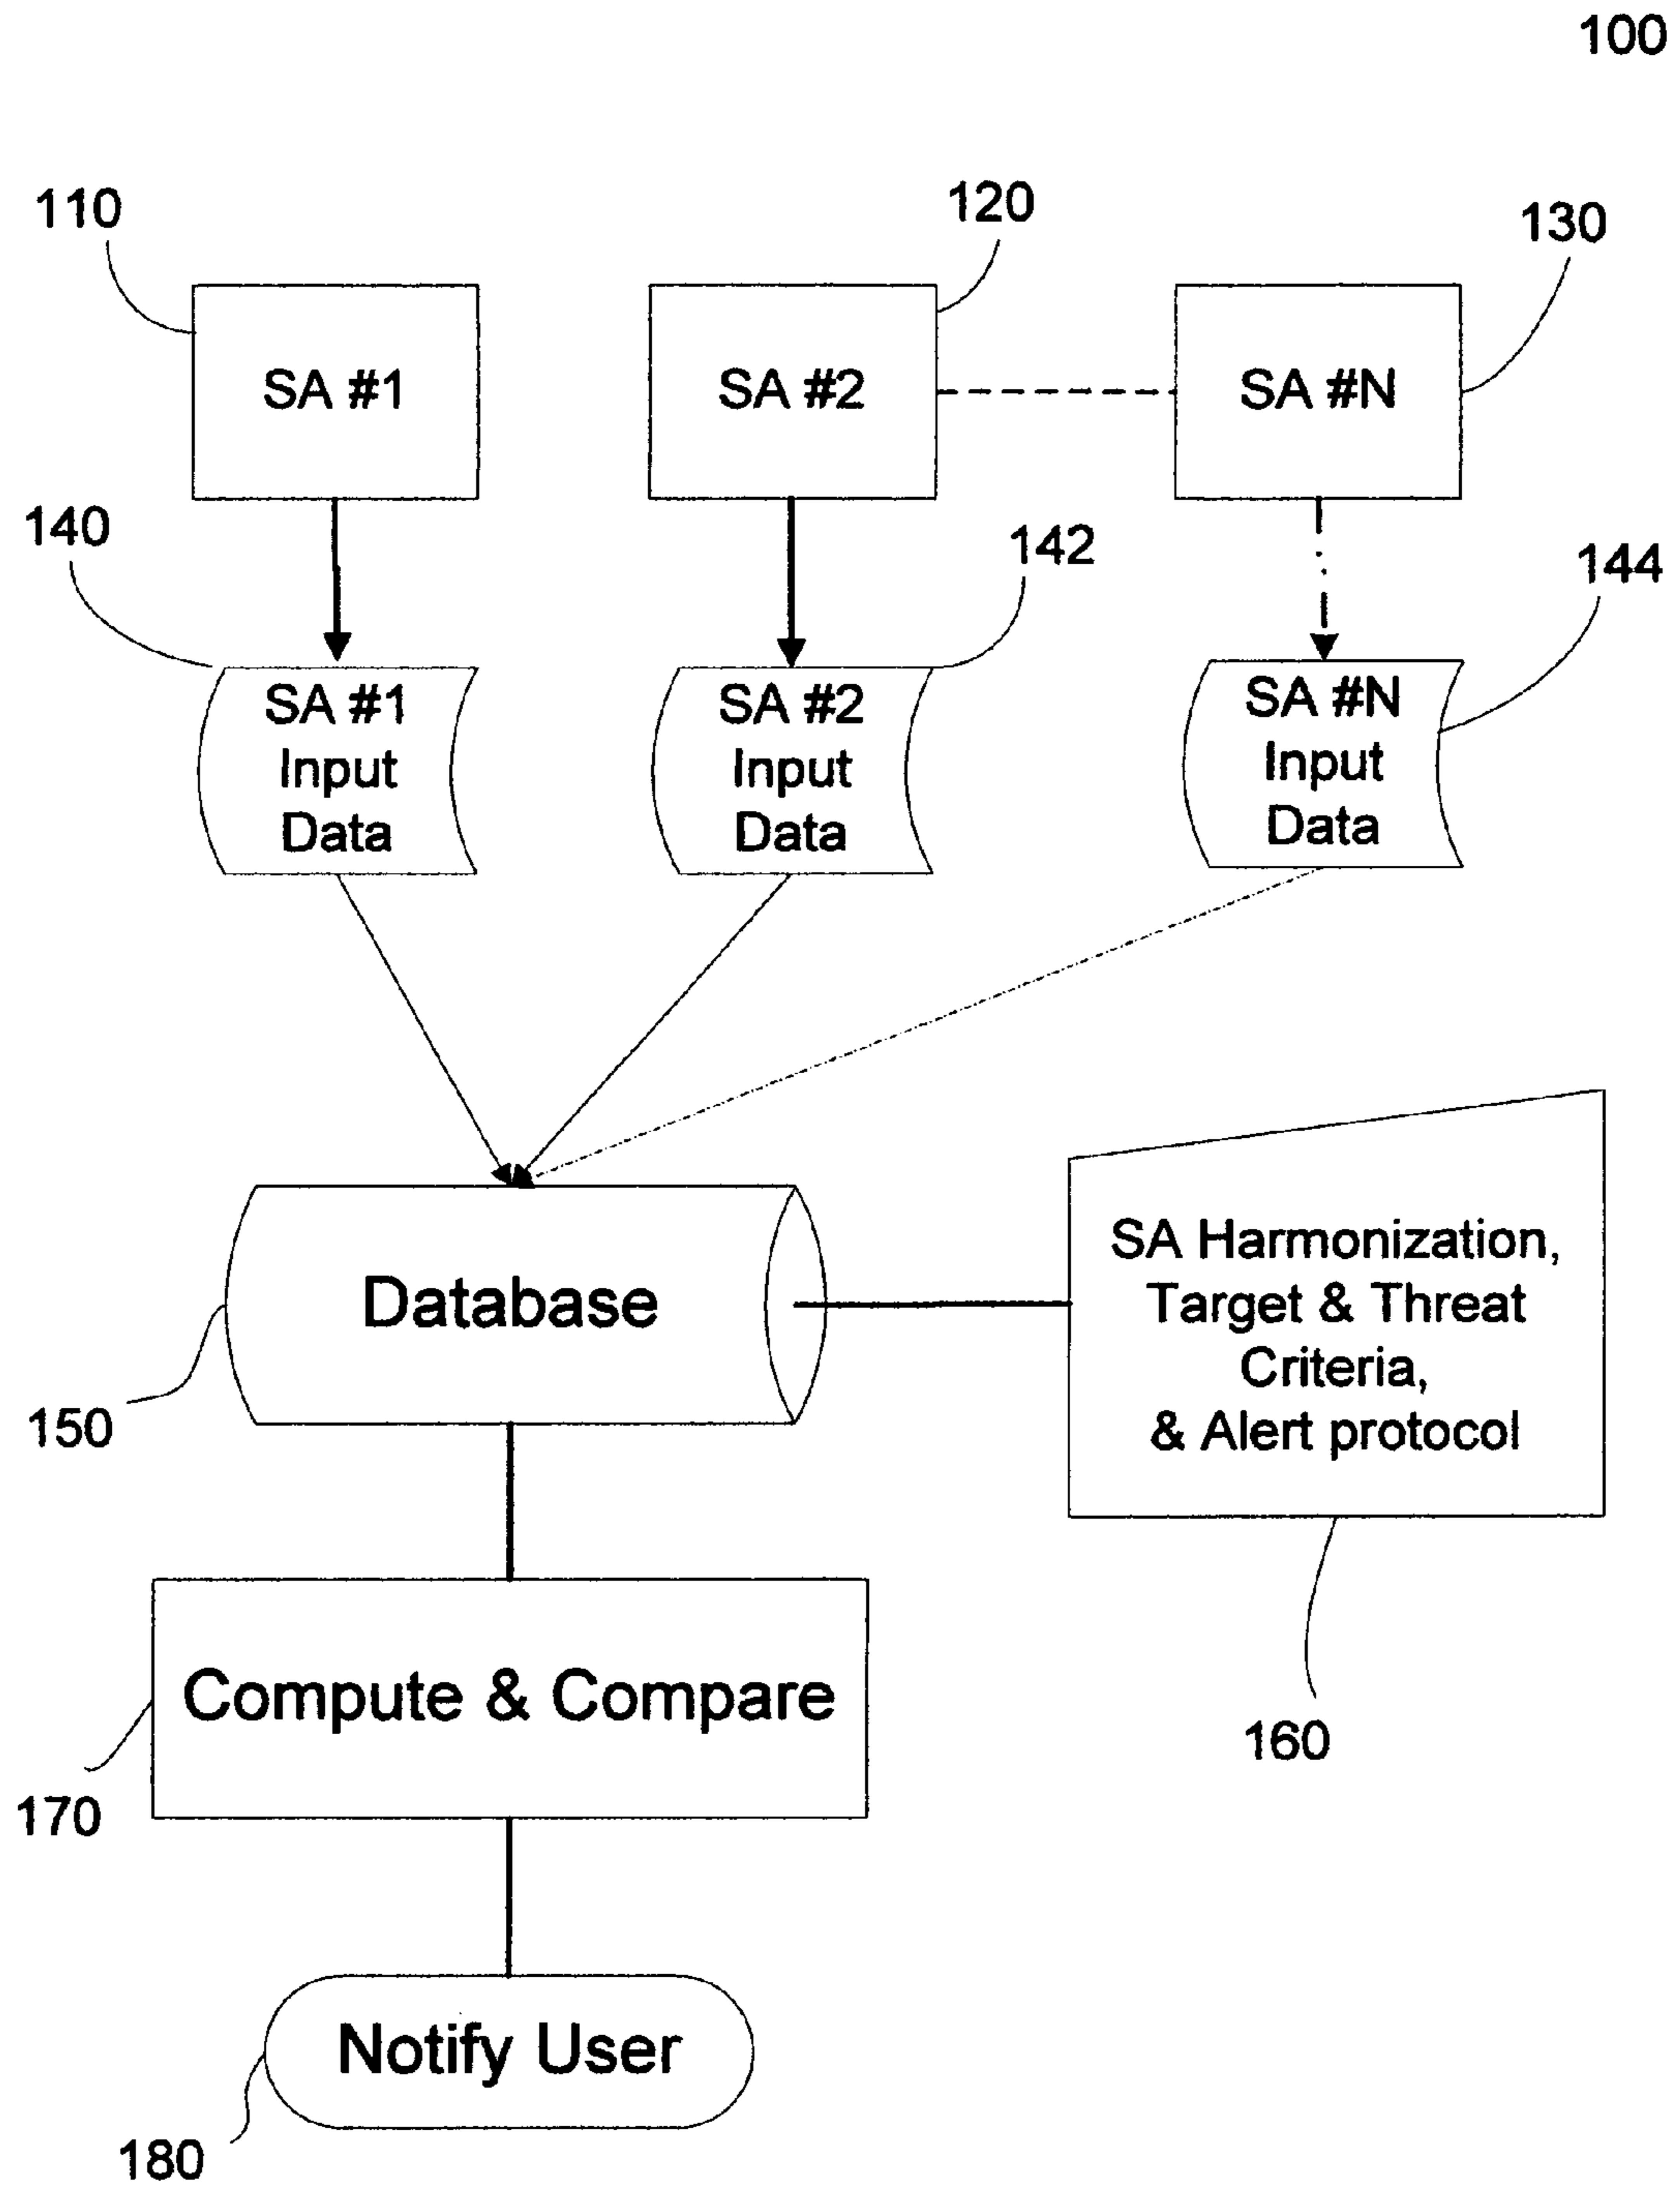 100
110
120
130
SA #1
SA #2
SA #N
140
142
144
SA #1
Input
Data
SA #2
Input
Data
SA #N
Input
Data
Database
SA Harmonization,
Target & Threat
Criteria,
& Alert protocol
150
Compute & Compare
160
170
Notify User
180